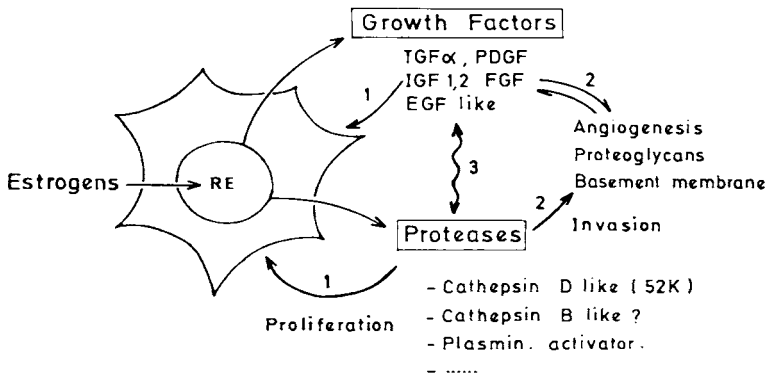 Growth Factors
TGFα, PDGF
IGF 1,2 FGF
EGF like
1
2
Angiogenesis
Proteoglycans
Basement membrane
3
Estrogens
RE
2
Invasion
Proteases
1
Proliferation
- Cathepsin D like (52K)
- Cathepsin B like ?
- Plasmin. activator.
- ......